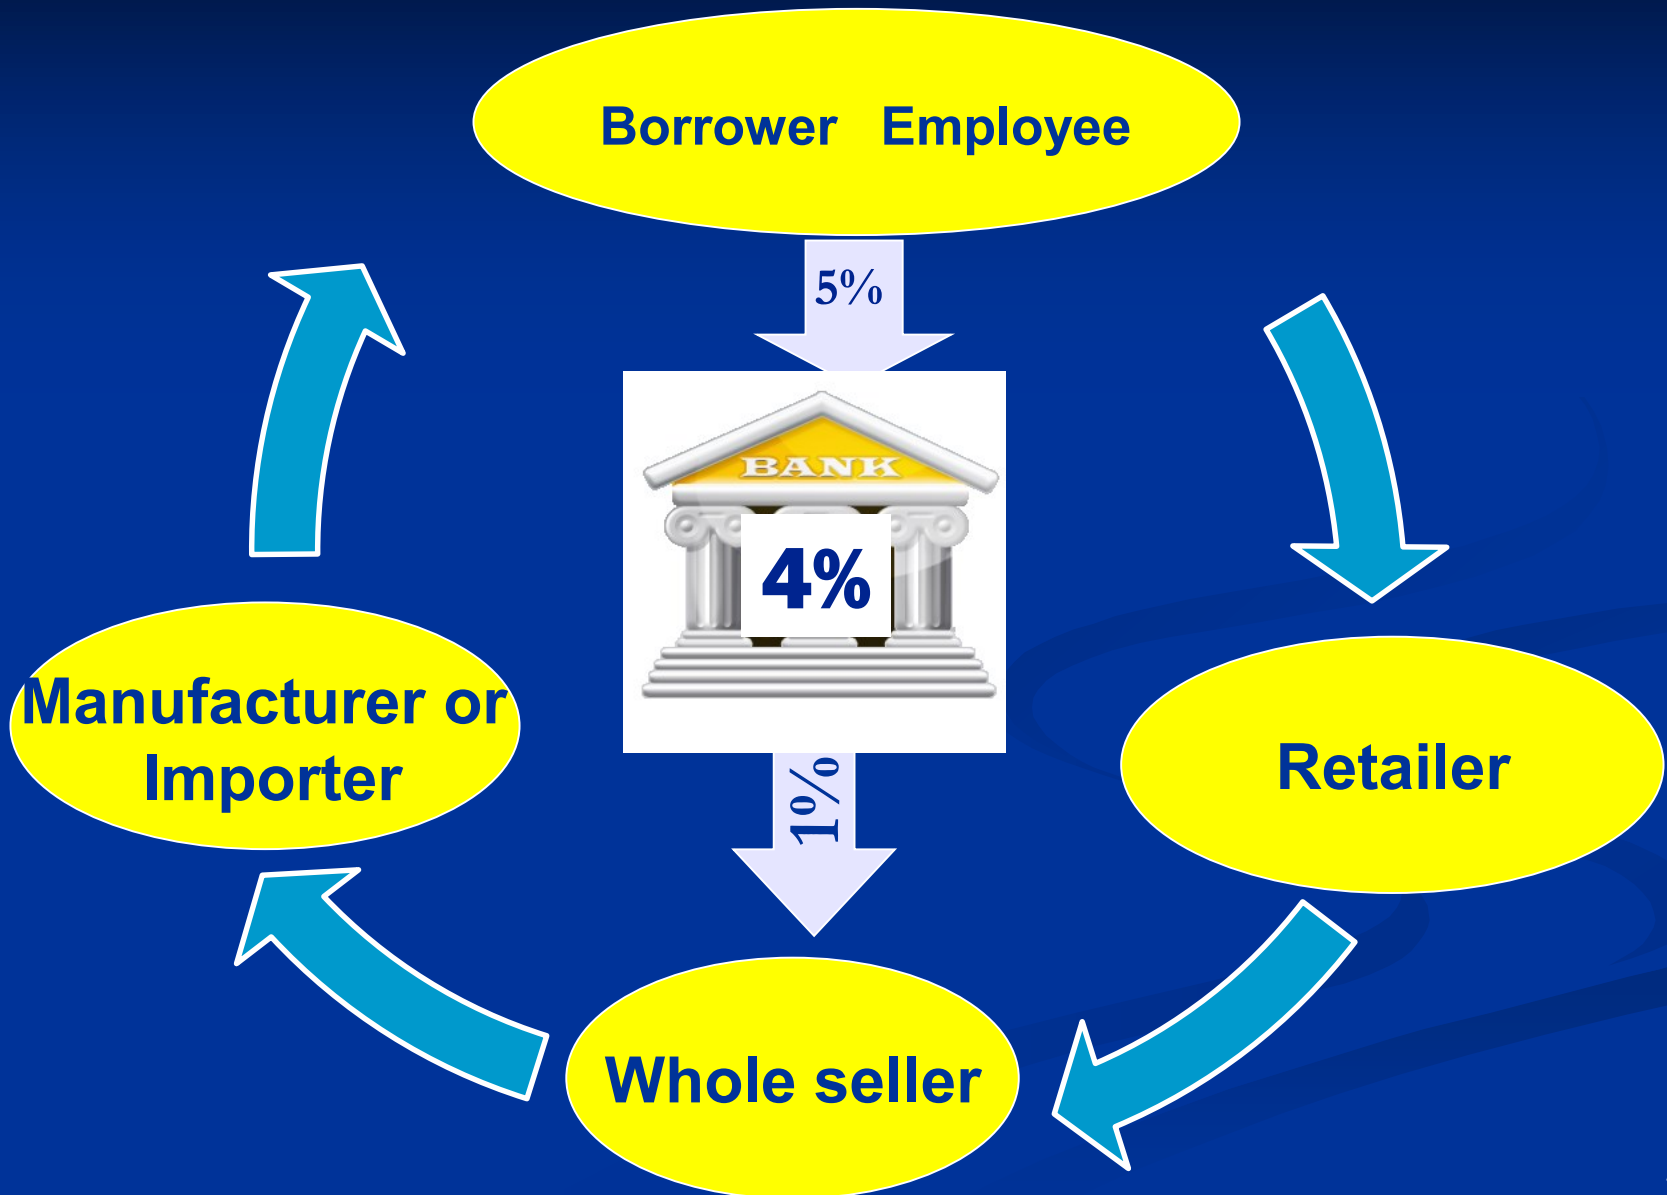 Borrower Employee
5%
BANK
4%
Manufacturer or
Importer
1%
Retailer
Whole seller